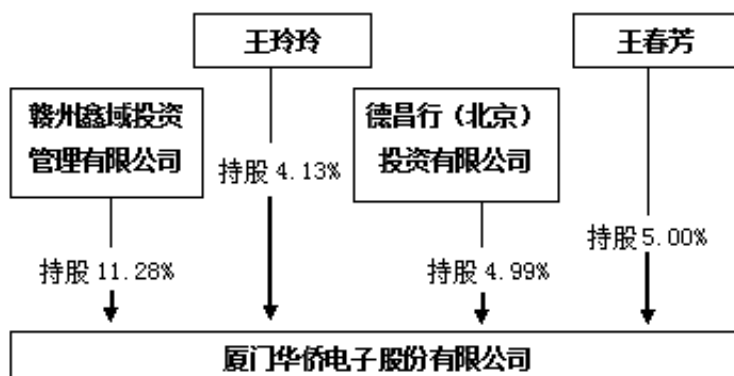 王玲玲
王春芳
赣州鑫域投资
管理有限公司
德昌行（北京）
投资有限公司
持股 4.13%
持股 5.00%
持股 11.28%
持股 4.99%
厦门华侨电子股份有限公司